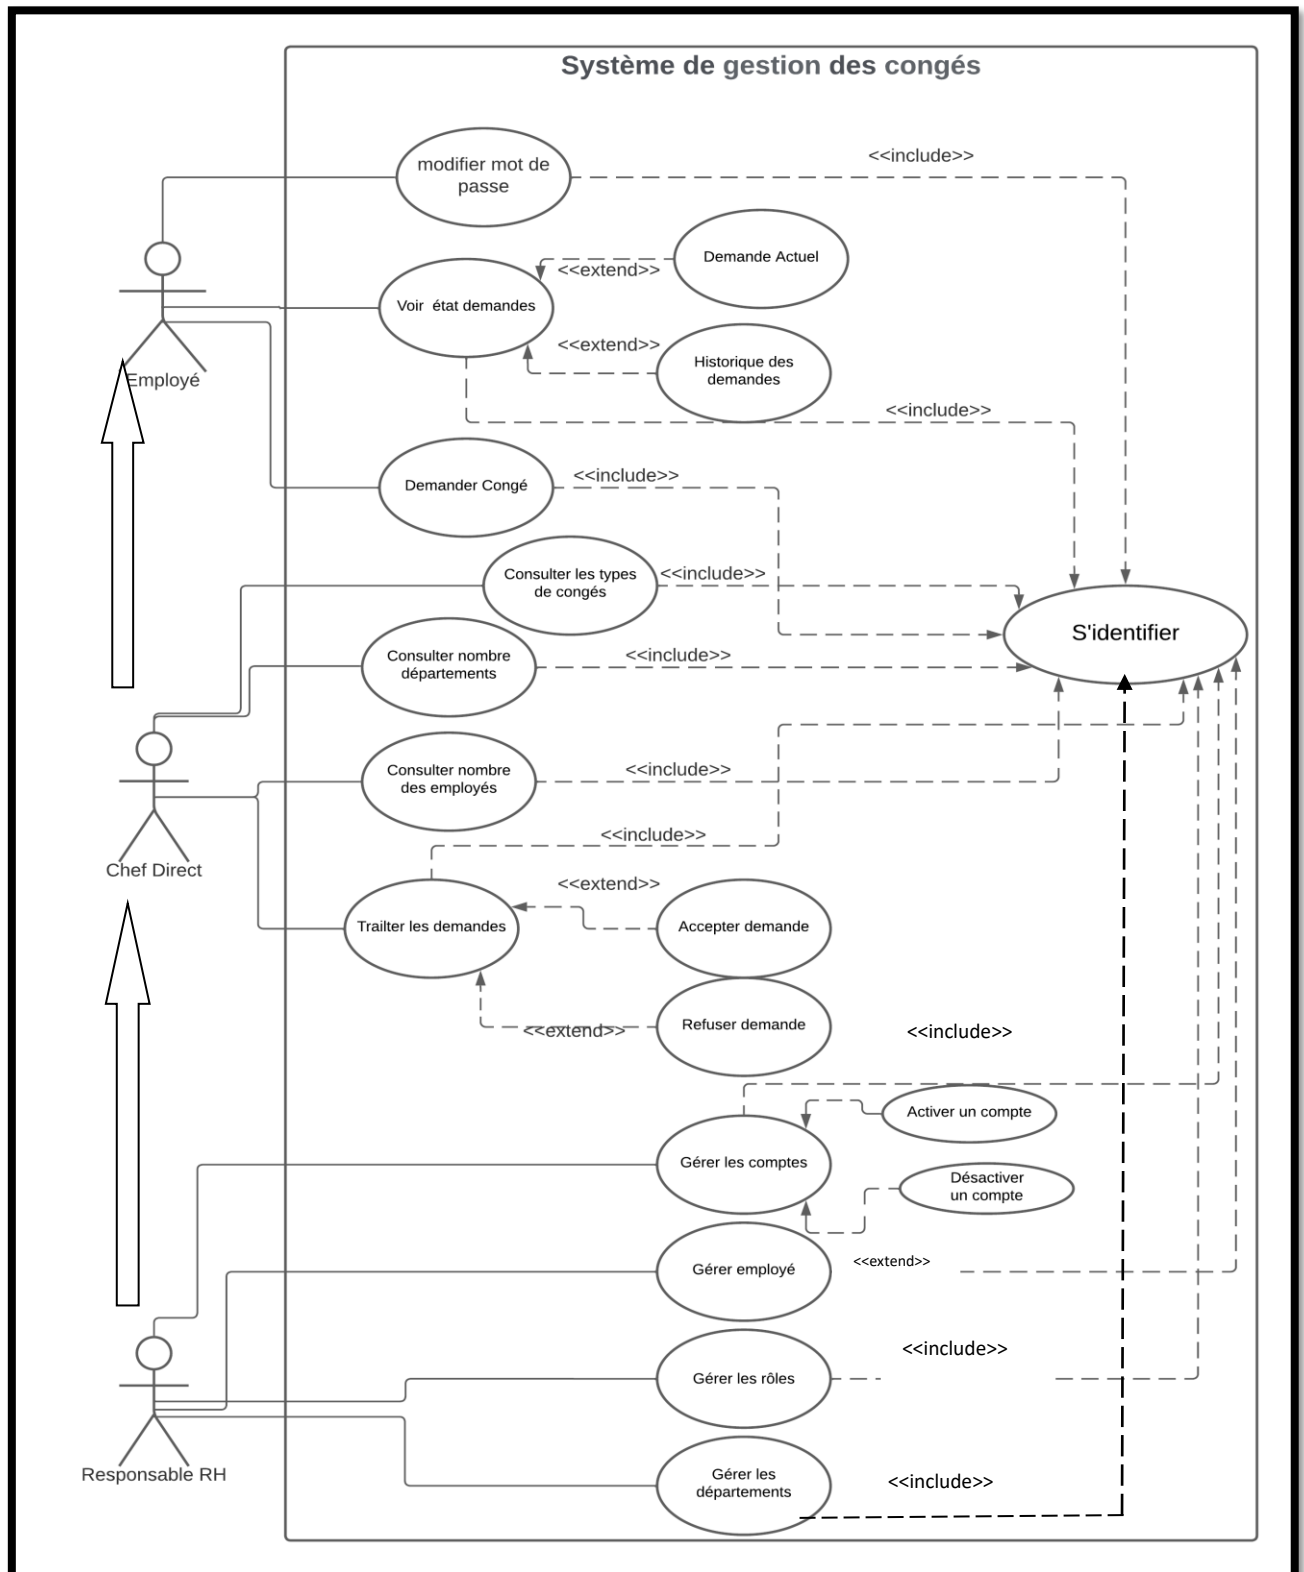 Système de gestion des congés
modifier mot de
passe
<<include>>
Demande Actuel
<<extend>>
Voir état demandes
<<extend>>
Historique des
demandes
Employé
<<include>>
Demander Congé
<<include>>
Consulter les types
de congés
<<include>>
S'identifier
Consulter nombre
départements
<<include>>
Consulter nombre
des employés
<<include>>
<<include>>
Chef Direct
<<extend>>
Trailter les demandes
Accepter demande
Refuser demande
<<extend>>
<<include>>
Activer un compte
Gérer les comptes
Désactiver
un compte
Gérer employé
<<extend>>
<<include>>
Gérer les rôles
Responsable RH
Gérer les
départements
<<include>>